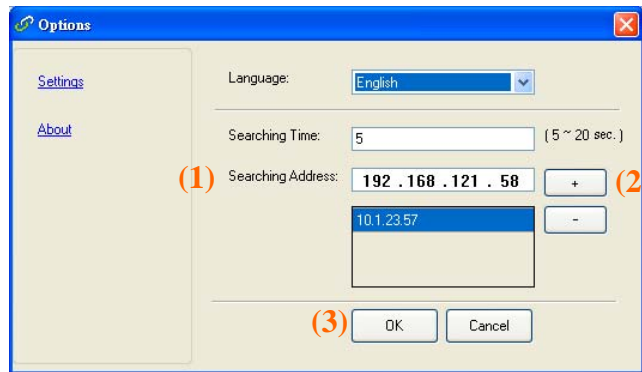 Options
Settings
About
Language: English
Searching Time: 5 ( 5 ~ 20 sec. )
(1) Searching Address: 192 . 168 . 121 . 58 + (2
10.1.23.57 -
(3) OK Cancel